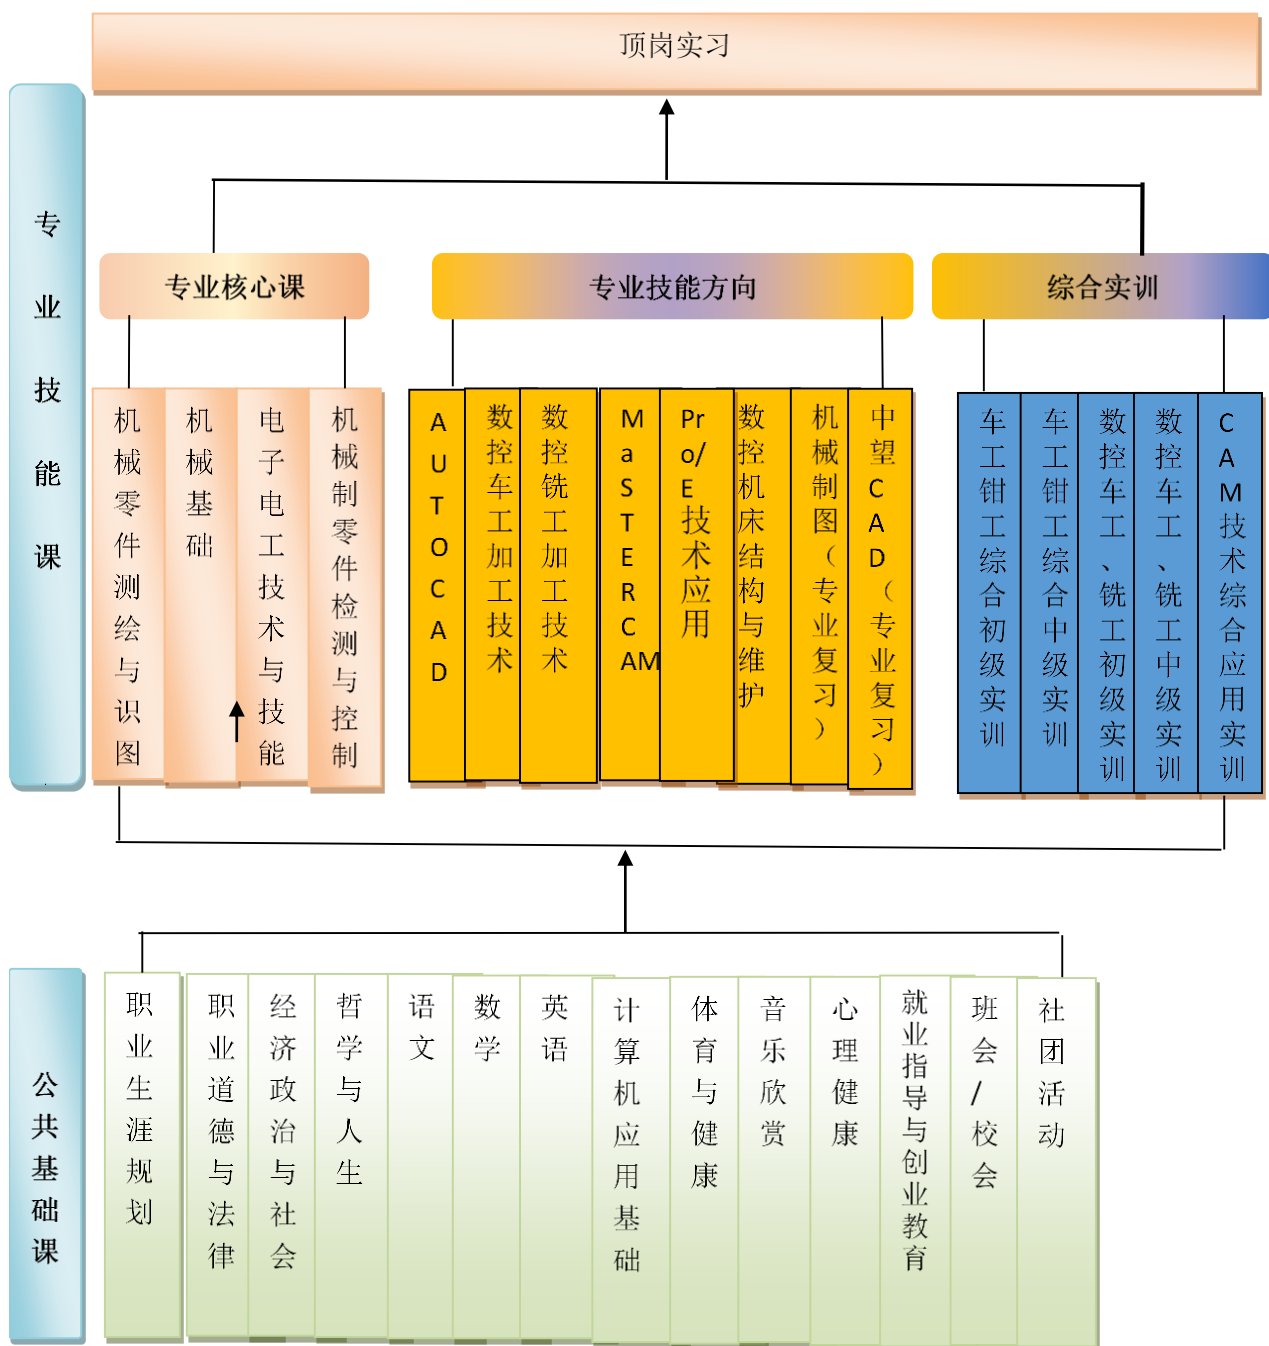 顶岗实习
专业技能课
专业核心课
专业技能方向
综合实训
机械零件测绘与识图
机械基础
电子电工技术与技能
机械制零件检测与控制
AUTOCAD
数控车工加工技术
数控铣工加工技术
MaSTERCAM
Pro/E技术应用
数控机床结构与维护
机械制图（专业复习）
中望CAD（专业复习）
车工钳工综合初级实训
车工钳工综合中级实训
数控车工、铣工初级实训
数控车工、铣工中级实训
CAM技术综合应用实训
公共基础课
职业生涯规划
职业道德与法律
经济政治与社会
哲学与人生
语文
数学
英语
计算机应用基础
体育与健康
音乐欣赏
心理健康
就业指导与创业教育
班会/校会
社团活动